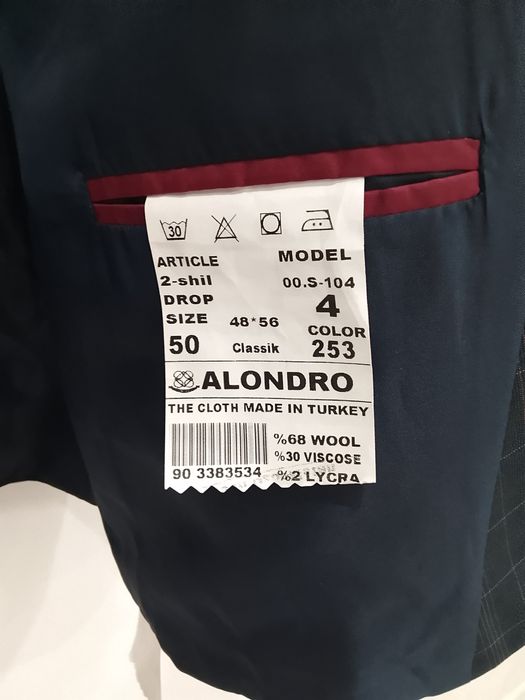 30
ARTICLE MODEL
2-shil 00.S-104
DROP 4
SIZE 48*56 COLOR
50 Classik 253
ALONDRO
THE CLOTH MADE IN TURKEY
%68 WOOL
%30 VISCOSE
90 3383534 %2 LYCRA